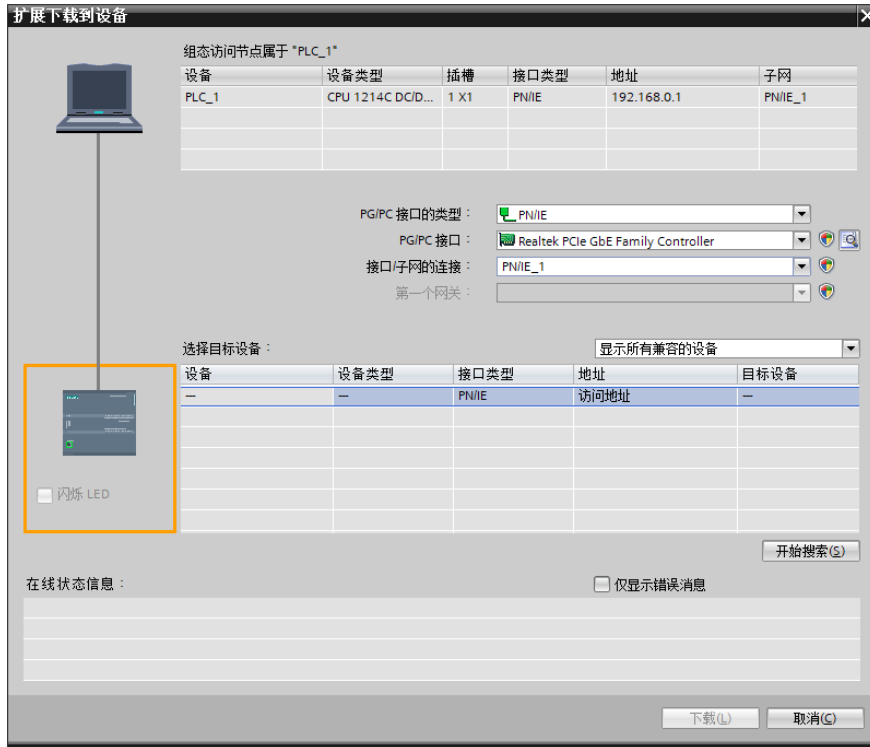 扩展下载到设备
组态访问节点属于 "PLC_1"
设备 设备类型 插槽 接口类型 地址 子网
PLC_1 CPU 1214C DC/D... 1 X1 PN/IE 192.168.0.1 PN/IE_1
PG/PC 接口的类型： PN/IE
PG/PC 接口： Realtek PCIe GbE Family Controller
接口/子网的连接： PN/IE_1
第一个网关：
选择目标设备： 显示所有兼容的设备
设备 设备类型 接口类型 地址 目标设备
— — PN/IE 访问地址 —
闪烁 LED
开始搜索(S)
在线状态信息： 仅显示错误消息
下载(L) 取消(C)